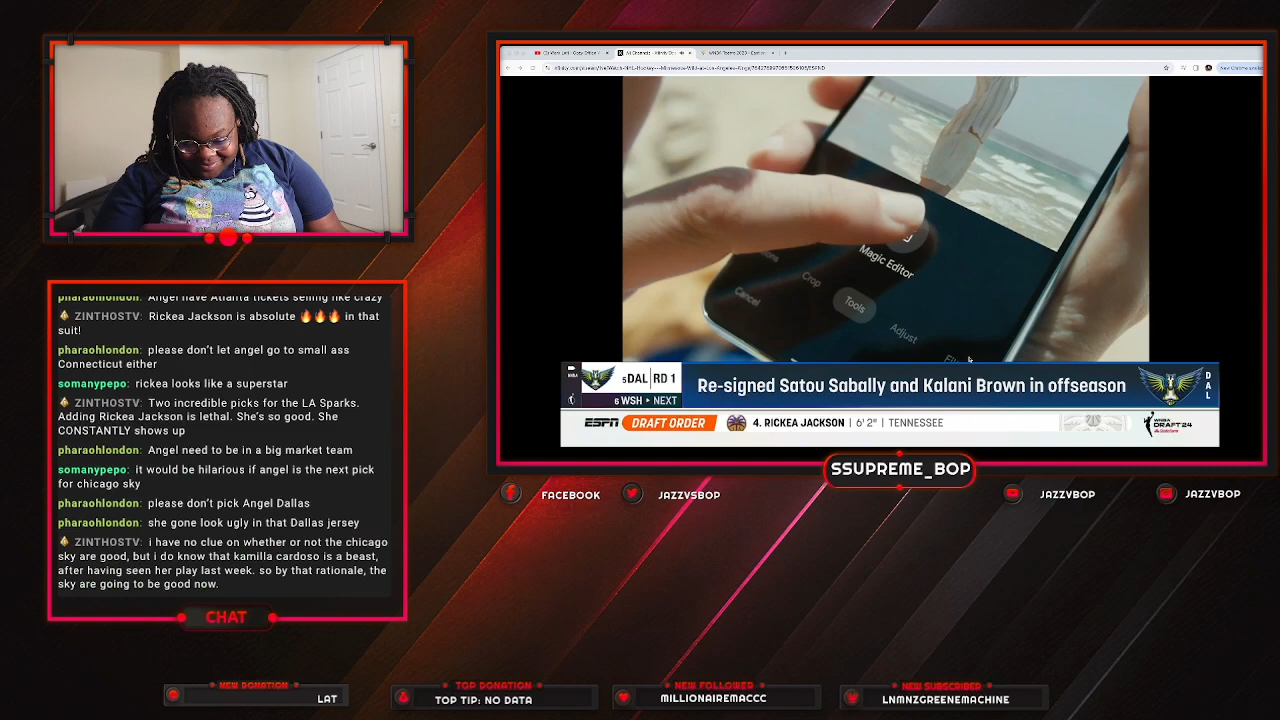 pharaohlondon: Angel have Atlanta tickets selling like crazy
ZINTHOSTV: Rickea Jackson is absolute 🔥🔥🔥 in that
suit!
pharaohlondon: please don't let angel go to small ass
Connecticut either
somanypepo: rickea looks like a superstar
ZINTHOSTV: Two incredible picks for the LA Sparks.
Adding Rickea Jackson is lethal. She's so good. She
CONSTANTLY shows up
pharaohlondon: Angel need to be in a big market team
somanypepo: it would be hilarious if angel is the next pick
for chicago sky
pharaohlondon: please don't pick Angel Dallas
pharaohlondon: she gone look ugly in that Dallas jersey
ZINTHOSTV: i have no clue on whether or not the chicago
sky are good, but i do know that kamilla cardoso is a beast,
after having seen her play last week. so by that rationale, the
sky are going to be good now.
CHAT
Magic Editor
Crop
Tools
Cancel
Adjust
5 DAL RD 1
6 WSH ▸ NEXT
Re-signed Satou Sabally and Kalani Brown in offseason
DAL
ESPN DRAFT ORDER 4. RICKEA JACKSON | 6' 2" | TENNESSEE
WNBA DRAFT 24
SSUPREME_BOP
FACEBOOK JAZZVSBOP JAZZVBOP JAZZVBOP
NEW DONATION
LAT
TOP DONATION
TOP TIP: NO DATA
NEW FOLLOWER
MILLIONAIREMACCC
NEW SUBSCRIBER
LNMNZGREENEMACHINE